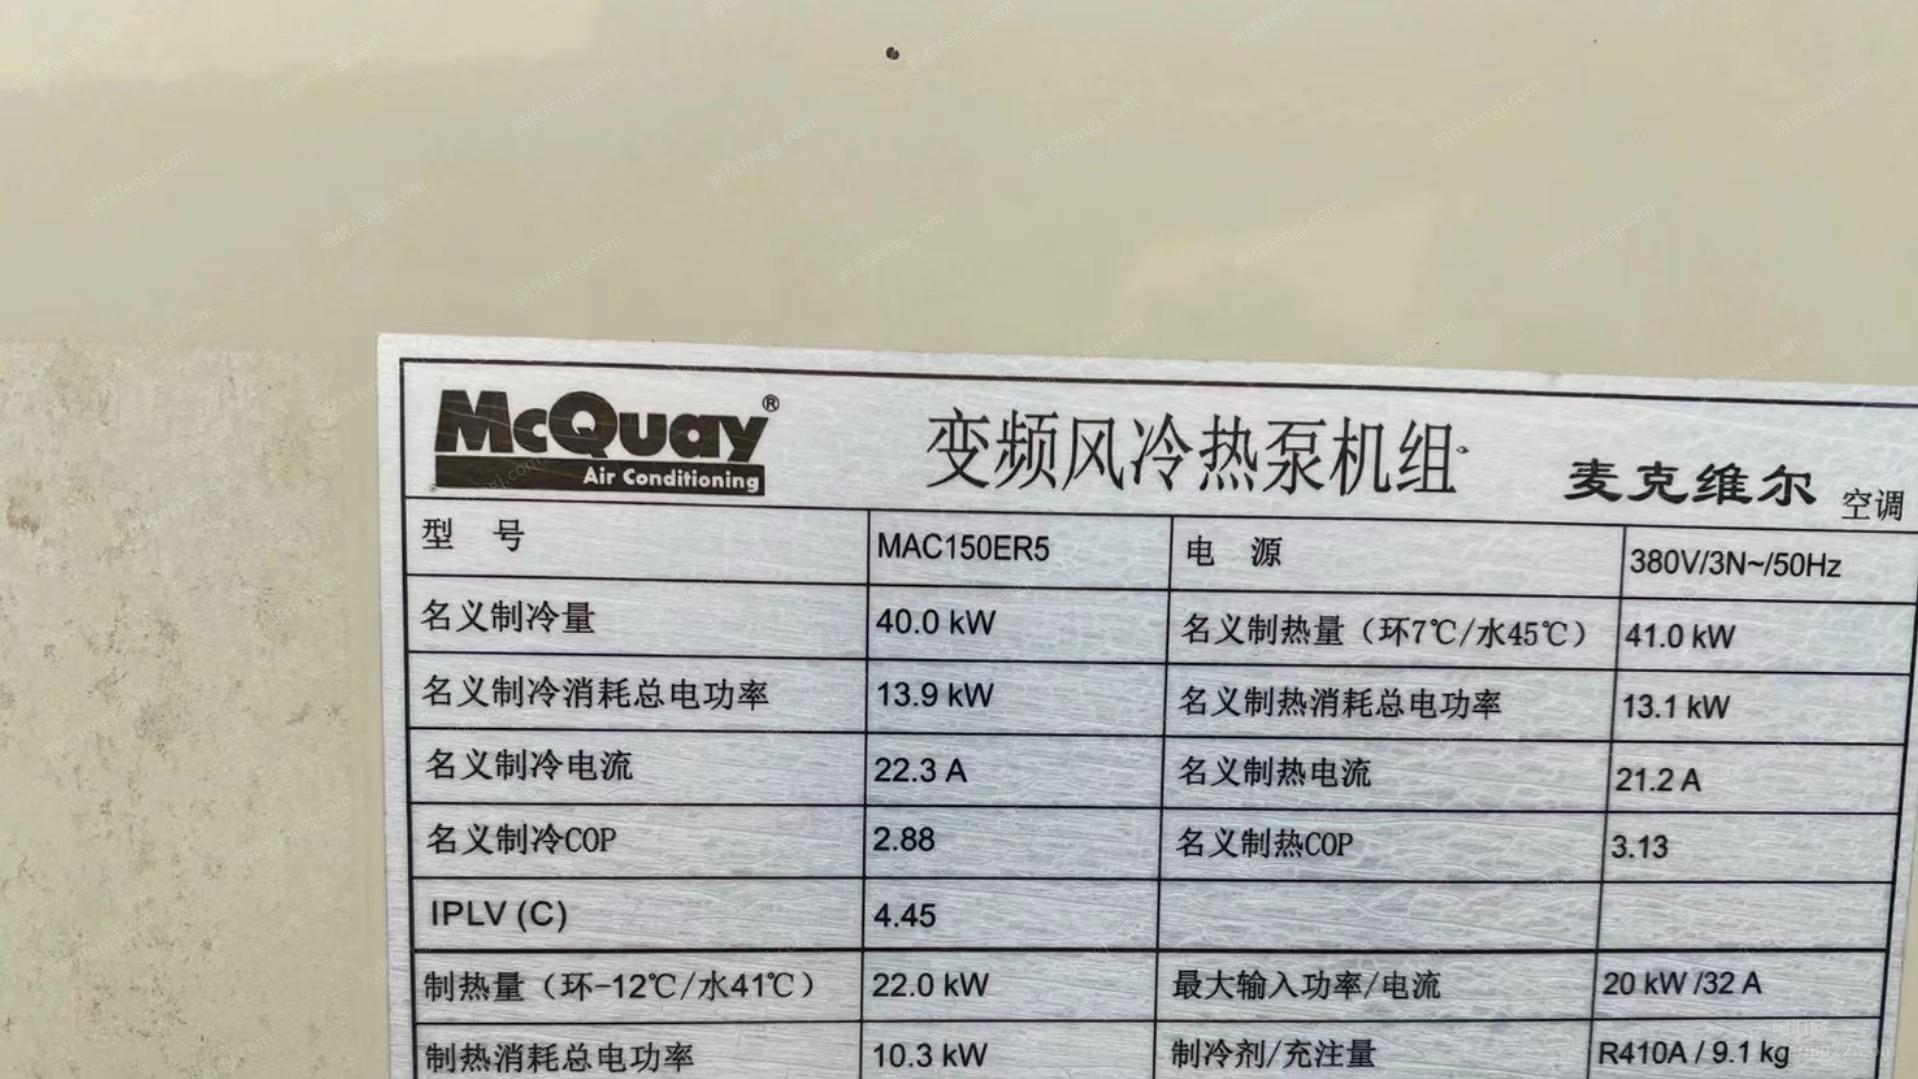 McQuay®
Air Conditioning
变频风冷热泵机组
麦克维尔 空调
型 号 MAC150ER5 电 源 380V/3N~/50Hz
名义制冷量 40.0 kW 名义制热量（环7℃/水45℃） 41.0 kW
名义制冷消耗总电功率 13.9 kW 名义制热消耗总电功率 13.1 kW
名义制冷电流 22.3 A 名义制热电流 21.2 A
名义制冷COP 2.88 名义制热COP 3.13
IPLV (C) 4.45
制热量（环-12℃/水41℃） 22.0 kW 最大输入功率/电流 20 kW /32 A
制热消耗总电功率 10.3 kW 制冷剂/充注量 R410A / 9.1 kg
网优fengj.com